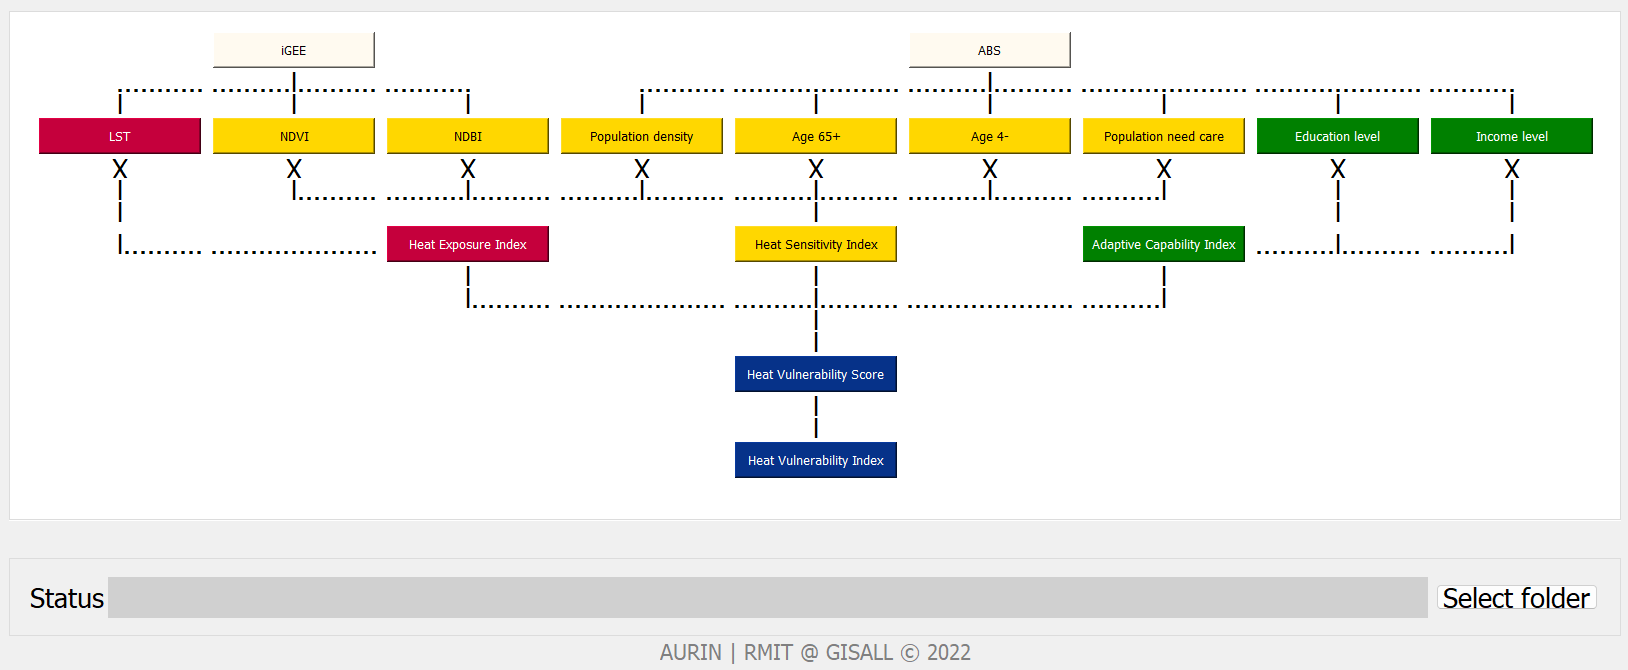 iGEE ABS
LST NDVI NDBI Population density Age 65+ Age 4- Population need care Education level Income level
X X X X X X X X X
Heat Exposure Index Heat Sensitivity Index Adaptive Capability Index
Heat Vulnerability Score
Heat Vulnerability Index
Status Select folder
AURIN | RMIT @ GISALL © 2022